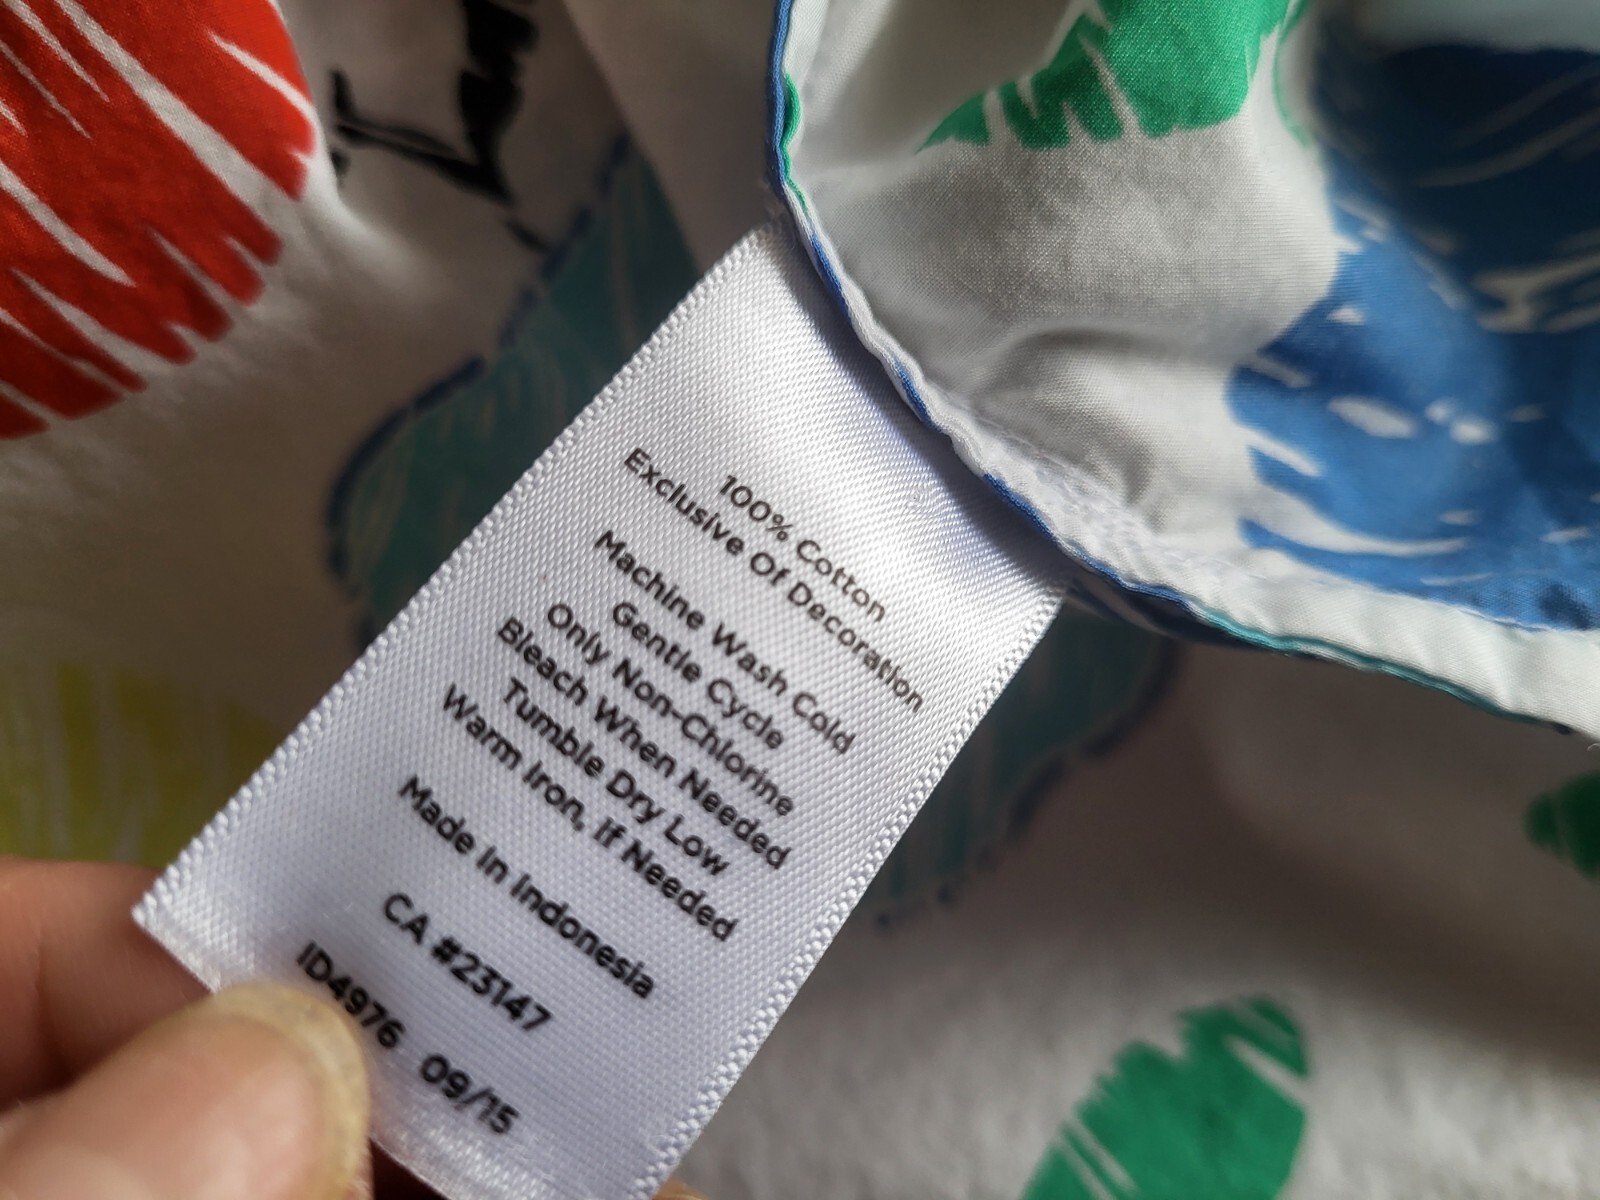 100% Cotton
Exclusive Of Decoration
Machine Wash Cold
Gentle Cycle
Only Non-Chlorine
Bleach When Needed
Tumble Dry Low
Warm Iron, If Needed
Made In Indonesia
CA #23147
ID4976 09/15